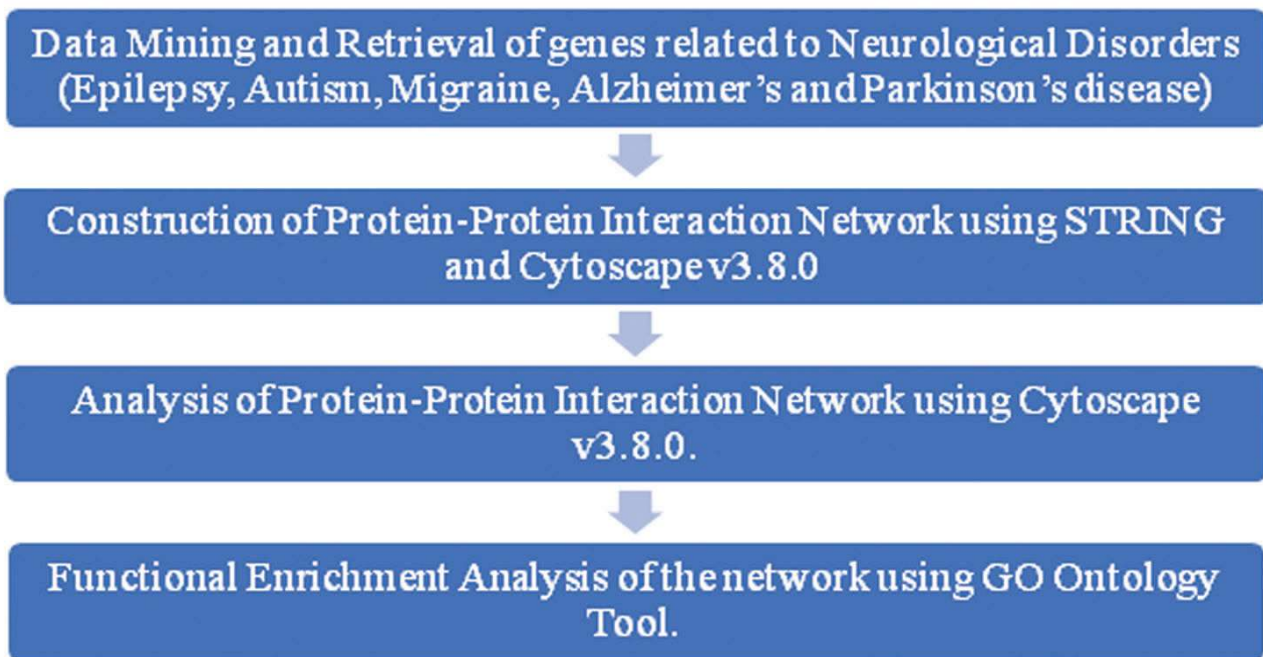 Data Mining and Retrieval of genes related to Neurological Disorders
(Epilepsy, Autism, Migraine, Alzheimer’s and Parkinson’s disease)
Construction of Protein-Protein Interaction Network using STRING
and Cytoscape v3.8.0
Analysis of Protein-Protein Interaction Network using Cytoscape
v3.8.0.
Functional Enrichment Analysis of the network using GO Ontology
Tool.